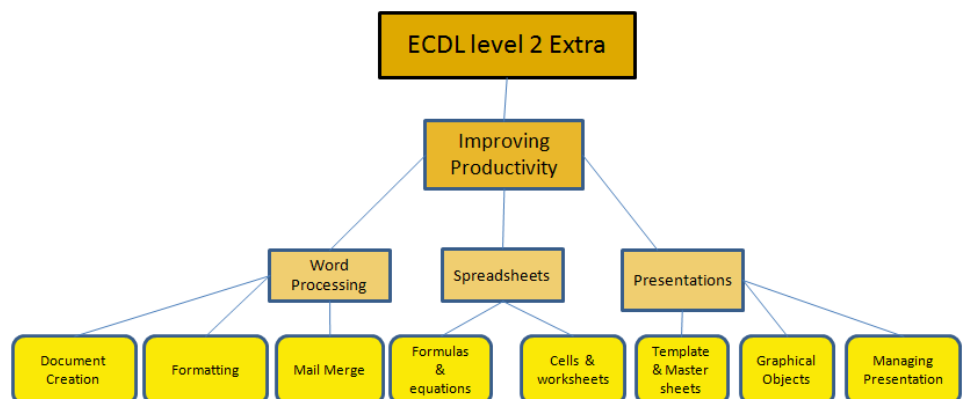 ECDL level 2 Extra
Improving
Productivity
Word
Processing
Spreadsheets
Presentations
Document
Creation
Formatting
Mail Merge
Formulas
&
equations
Cells &
worksheets
Template
& Master
sheets
Graphical
Objects
Managing
Presentation